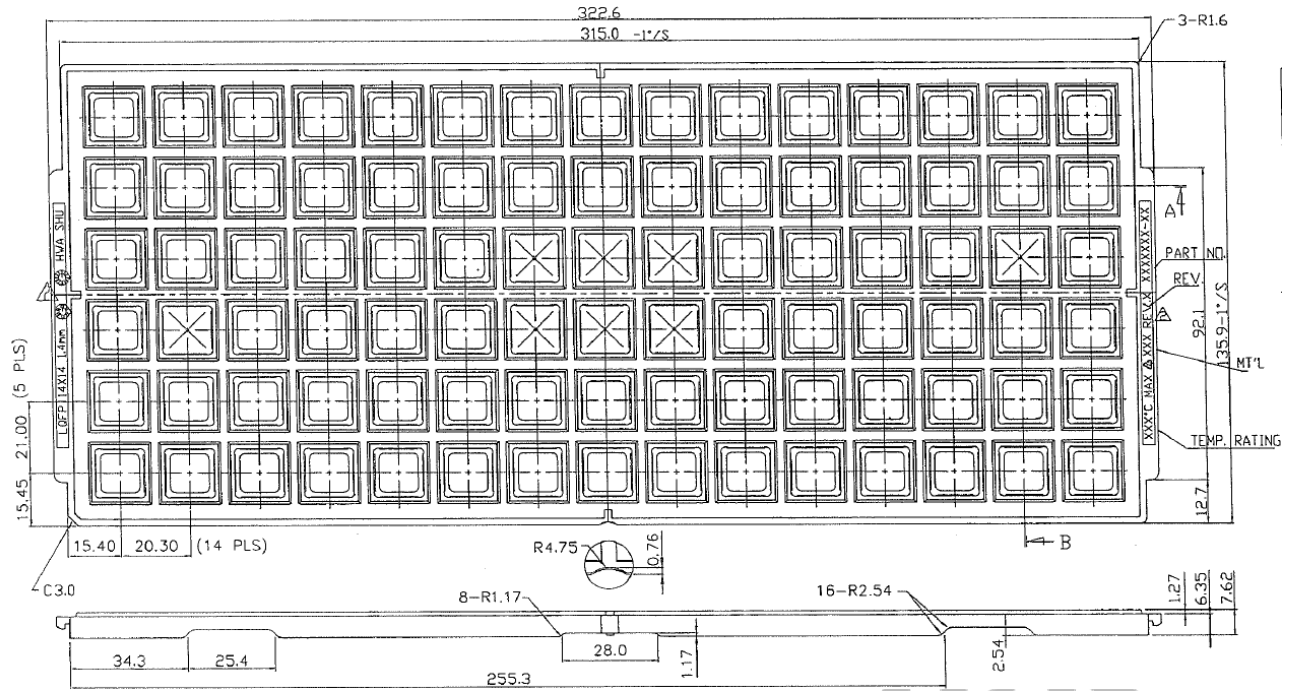 322.6
315.0 -1°/S
3-R1.6
A
PART NO.
REV.
MT'L
TEMP. RATING
XXX°C MAX XXX REV.X XXXXXX-XX
92.1
135.9-1°/S
12.7
HWA SHU
LQFP 14X14 1.4mm
21.00 (5 PLS)
15.45
15.40
20.30
(14 PLS)
C3.0
B
R4.75
0.76
8-R1.17
16-R2.54
1.27
6.35
7.62
34.3
25.4
28.0
1.17
2.54
255.3